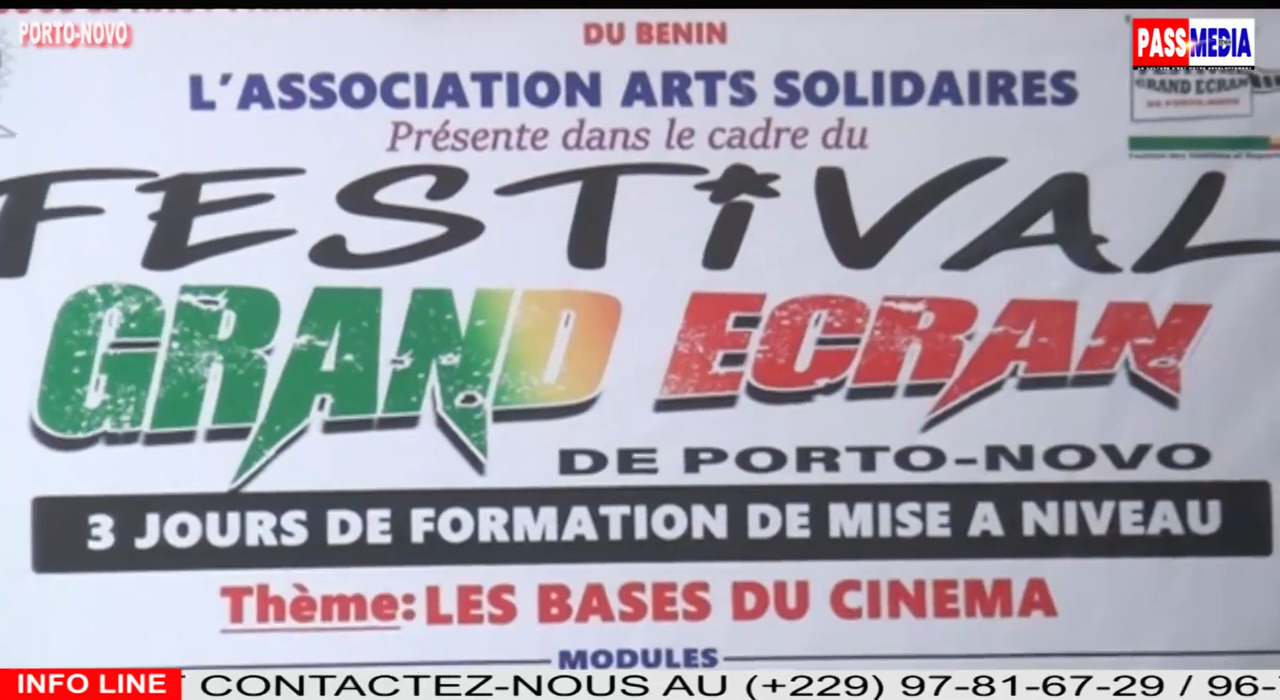 PORTO-NOVO
PASS MEDIA
DU BENIN
L'ASSOCIATION ARTS SOLIDAIRES
GRAND ECRAN
Présente dans le cadre du
FESTiVAL
GRAND ECRAN
DE PORTO-NOVO
3 JOURS DE FORMATION DE MISE A NIVEAU
Thème: LES BASES DU CINEMA
MODULES
INFO LINE
CONTACTEZ-NOUS AU (+229) 97-81-67-29 / 96-